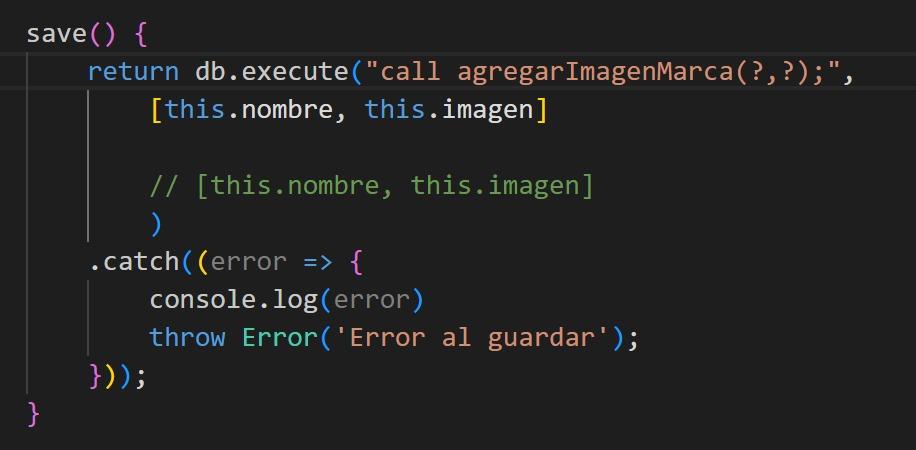 save() {
return db.execute("call agregarImagenMarca(?,?);",
[this.nombre, this.imagen]
// [this.nombre, this.imagen]
)
.catch((error => {
console.log(error)
throw Error('Error al guardar');
}));
}